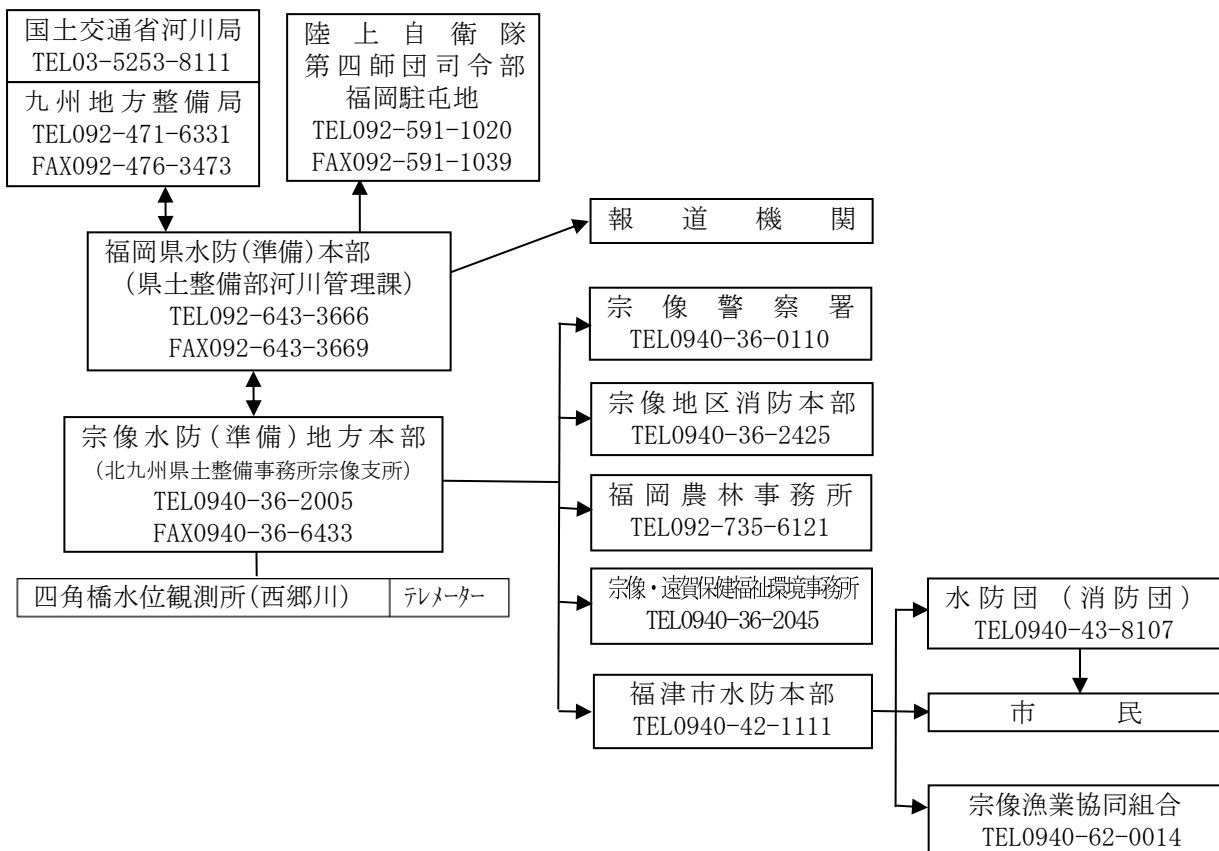 国土交通省河川局
TEL03-5253-8111
九州地方整備局
TEL092-471-6331
FAX092-476-3473
陸上自衛隊
第四師団司令部
福岡駐屯地
TEL092-591-1020
FAX092-591-1039
報道機関
福岡県水防(準備)本部
(県土整備部河川管理課)
TEL092-643-3666
FAX092-643-3669
宗像警察署
TEL0940-36-0110
宗像地区消防本部
TEL0940-36-2425
宗像水防(準備)地方本部
(北九州県土整備事務所宗像支所)
TEL0940-36-2005
FAX0940-36-6433
福岡農林事務所
TEL092-735-6121
四角橋水位観測所(西郷川)
テレメーター
宗像・遠賀保健福祉環境事務所
TEL0940-36-2045
水防団(消防団)
TEL0940-43-8107
福津市水防本部
TEL0940-42-1111
市民
宗像漁業協同組合
TEL0940-62-0014